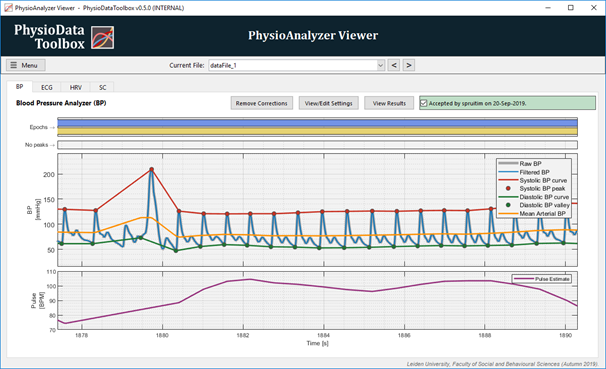 PhysioAnalyzer Viewer - PhysioDataToolbox v0.5.0 (INTERNAL)
PhysioData
Toolbox
PhysioAnalyzer Viewer
Menu
Current File:
dataFile_1
<
>
BP
ECG
HRV
SC
Blood Pressure Analyzer (BP)
Remove Corrections
View/Edit Settings
View Results
Accepted by spruitim on 20-Sep-2019.
Epochs →
No peaks →
Raw BP
Filtered BP
Systolic BP curve
Systolic BP peak
Diastolic BP curve
Diastolic BP valley
Mean Arterial BP
BP
[mmHg]
200
150
100
50
Pulse Estimate
Pulse
[BPM]
110
100
90
80
70
1878
1880
1882
1884
1886
1888
1890
Time [s]
Leiden University, Faculty of Social and Behavioural Sciences (Autumn 2019).